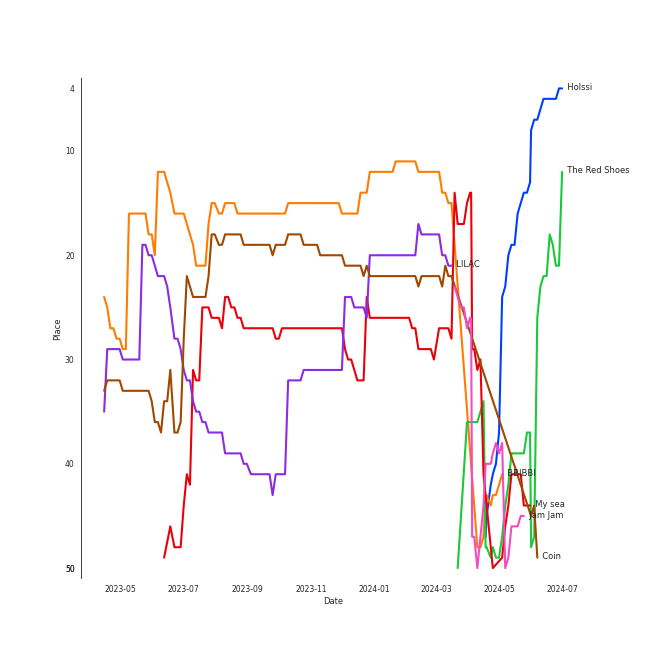 4
10
20
30
40
50
Place
Holssi
The Red Shoes
LILAC
BBIBBI
My sea
Jam Jam
Coin
2023-05
2023-07
2023-09
2023-11
2024-01
2024-03
2024-05
2024-07
Date